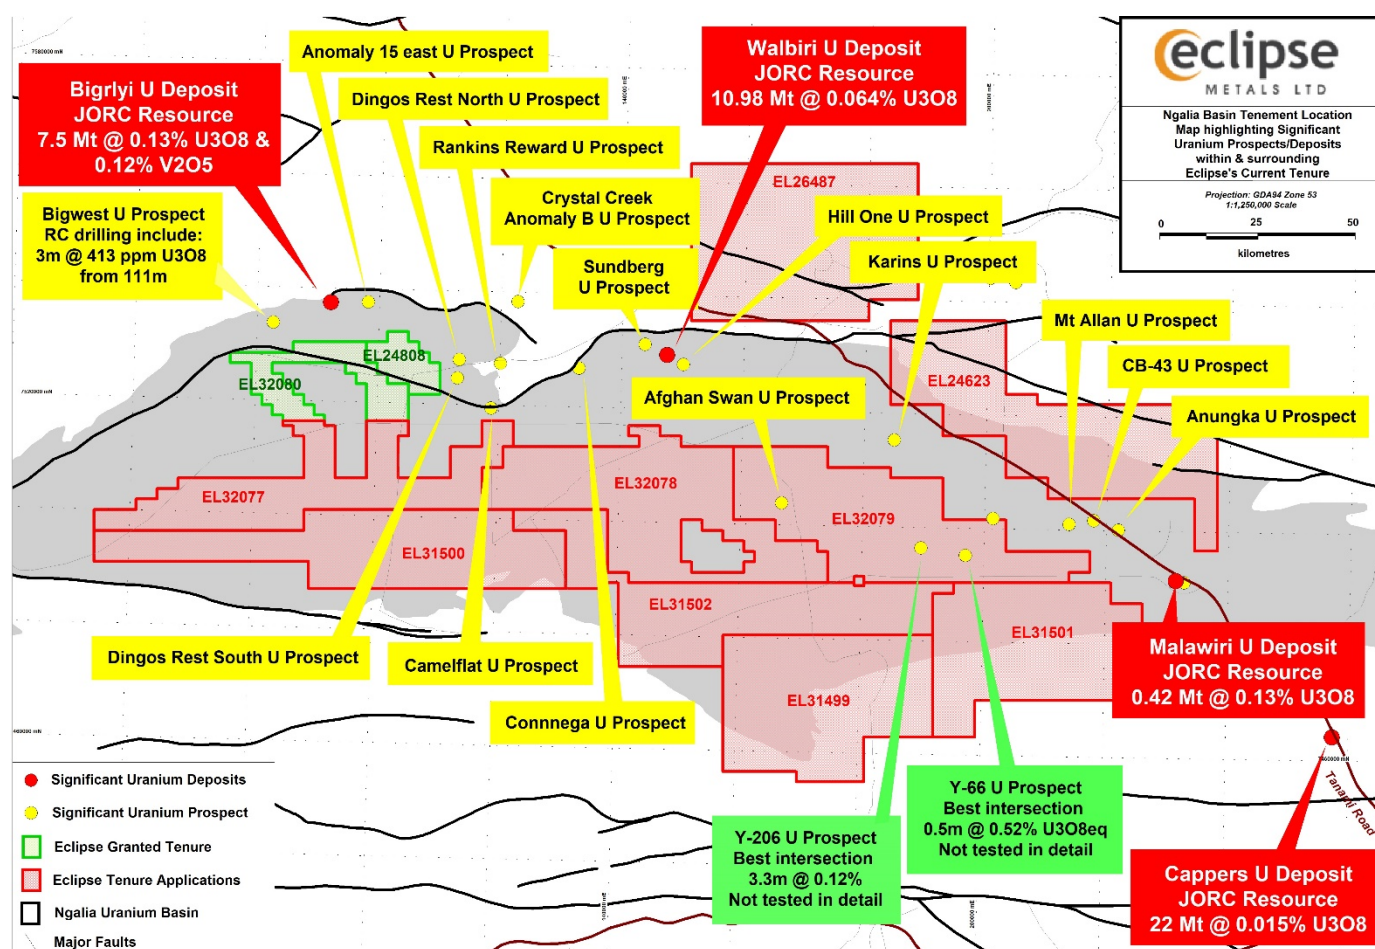 7580000 mN
Anomaly 15 east U Prospect
Bigrlyi U Deposit
JORC Resource
7.5 Mt @ 0.13% U3O8 &
0.12% V2O5
Dingos Rest North U Prospect
Rankins Reward U Prospect
Walbiri U Deposit
JORC Resource
10.98 Mt @ 0.064% U3O8
eclipse
METALS LTD
Ngalia Basin Tenement Location
Map highlighting Significant
Uranium Prospects/Deposits
within & surrounding
Eclipse's Current Tenure
Projection: GDA94 Zone 53
1:1,250,000 Scale
0 25 50
kilometres
Bigwest U Prospect
RC drilling include:
3m @ 413 ppm U3O8
from 111m
Crystal Creek
Anomaly B U Prospect
Sundberg
U Prospect
EL26487
Hill One U Prospect
Karins U Prospect
Mt Allan U Prospect
CB-43 U Prospect
Anungka U Prospect
EL24808
EL32080
7520000 mN
Afghan Swan U Prospect
EL24623
EL32077
EL32078
EL32079
EL31500
EL31502
EL31501
EL31499
Dingos Rest South U Prospect
Camelflat U Prospect
Connnega U Prospect
Malawiri U Deposit
JORC Resource
0.42 Mt @ 0.13% U3O8
Tanami Road
Y-206 U Prospect
Best intersection
3.3m @ 0.12%
Not tested in detail
Y-66 U Prospect
Best intersection
0.5m @ 0.52% U3O8eq
Not tested in detail
Cappers U Deposit
JORC Resource
22 Mt @ 0.015% U3O8
Significant Uranium Deposits
Significant Uranium Prospect
Eclipse Granted Tenure
Eclipse Tenure Applications
Ngalia Uranium Basin
Major Faults